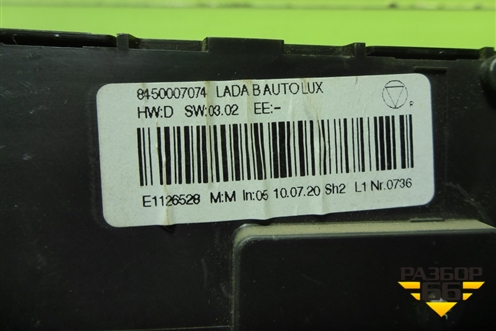 8450007074 LADA B AUTO LUX
HW:D SW:03.02 EE:-
E1126528 M:M In:06 10.07.20 Sh2 L1 Nr.0736
РАЗБОР
66